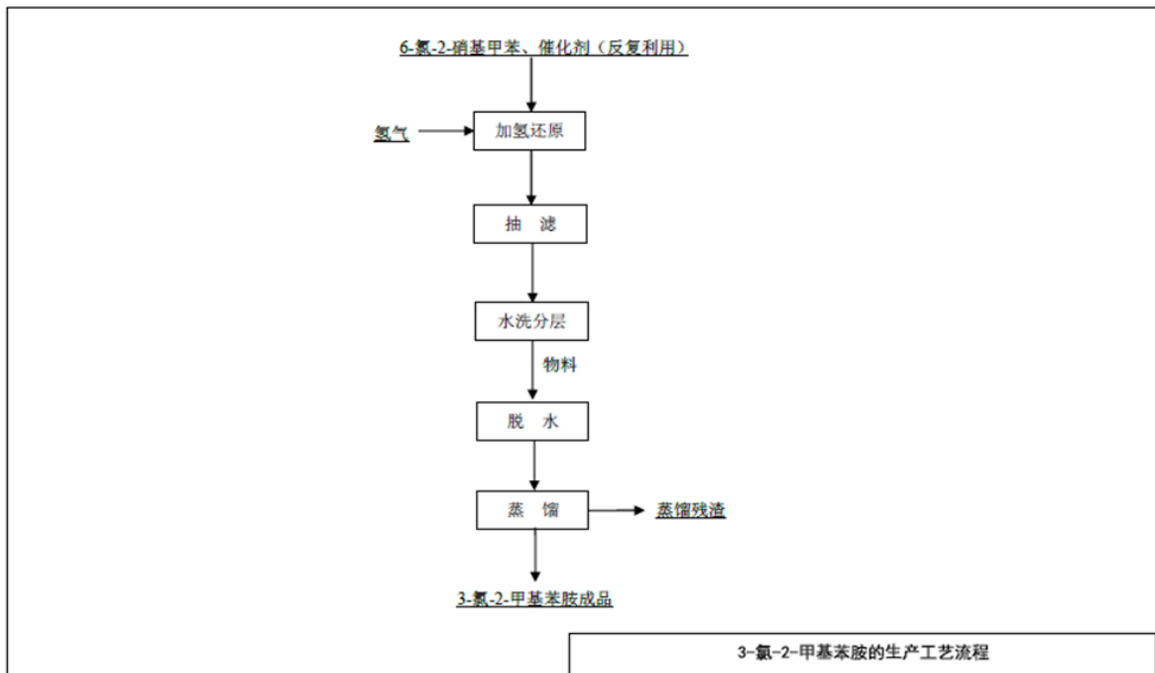 6-氯-2-硝基甲苯、催化剂（反复利用）
氢气
加氢还原
抽 滤
水洗分层
物料
脱 水
蒸 馏
蒸馏残渣
3-氯-2-甲基苯胺成品
3-氯-2-甲基苯胺的生产工艺流程